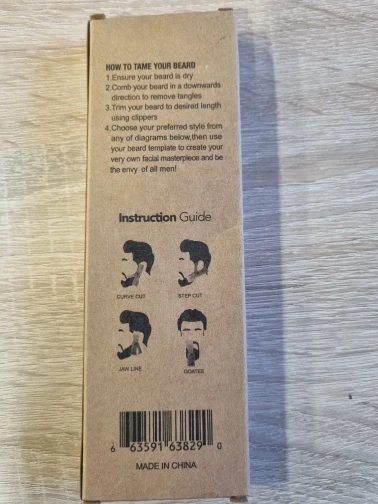 HOW TO TAME YOUR BEARD
1.Ensure your beard is dry
2.Comb your beard in a downwards
direction to remove tangles
3.Trim your beard to desired length
using clippers
4.Choose your preferred style from
any of diagrams below,then use
your beard template to create your
very own facial masterpiece and be
the envy of all men!
Instruction Guide
CURVE CUT
STEP CUT
JAW LINE
GOATEE
6 63591 63829 0
MADE IN CHINA